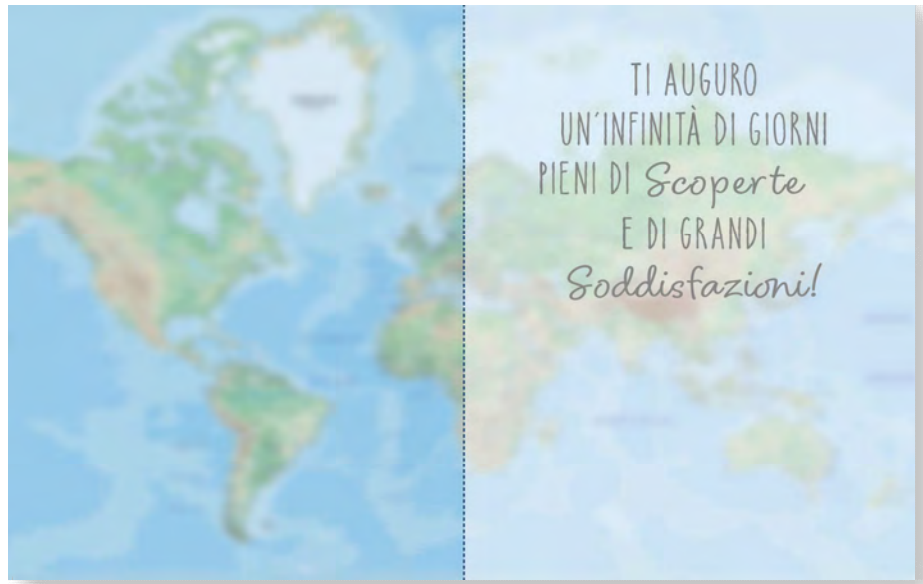 TI AUGURO
UN'INFINITÀ DI GIORNI
PIENI DI Scoperte
E DI GRANDI
Soddisfazioni!